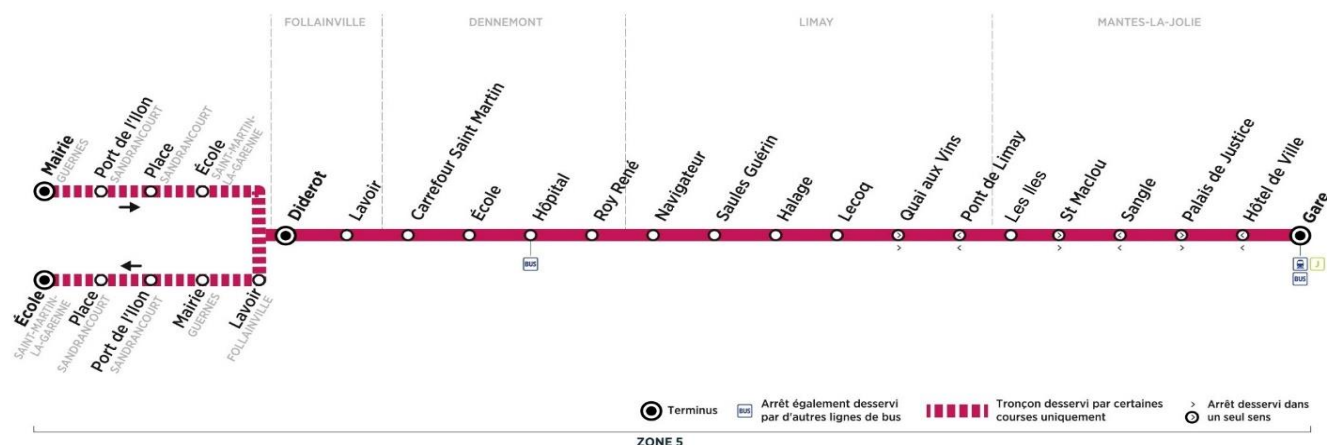 FOLLAINVILLE
DENNEMONT
LIMAY
MANTES-LA-JOLIE
Mairie
GUERNES
Port de l'Ilon
SANDRANCOURT
Place
SANDRANCOURT
École
SAINT-MARTIN-
LA-GARENNE
Diderot
Lavoir
Carrefour Saint Martin
École
Hôpital
Roy René
Navigateur
Saules Guérin
Halage
Lecoq
Quai aux Vins
Pont de Limay
Les Iles
St Maclou
Sangle
Palais de Justice
Hôtel de Ville
Gare
BUS
J
BUS
École
SAINT-MARTIN-
LA-GARENNE
Place
SANDRANCOURT
Port de l'Ilon
SANDRANCOURT
Mairie
GUERNES
Lavoir
FOLLAINVILLE
Terminus
BUS
Arrêt également desservi
par d'autres lignes de bus
Tronçon desservi par certaines
courses uniquement
Arrêt desservi dans
un seul sens
ZONE 5